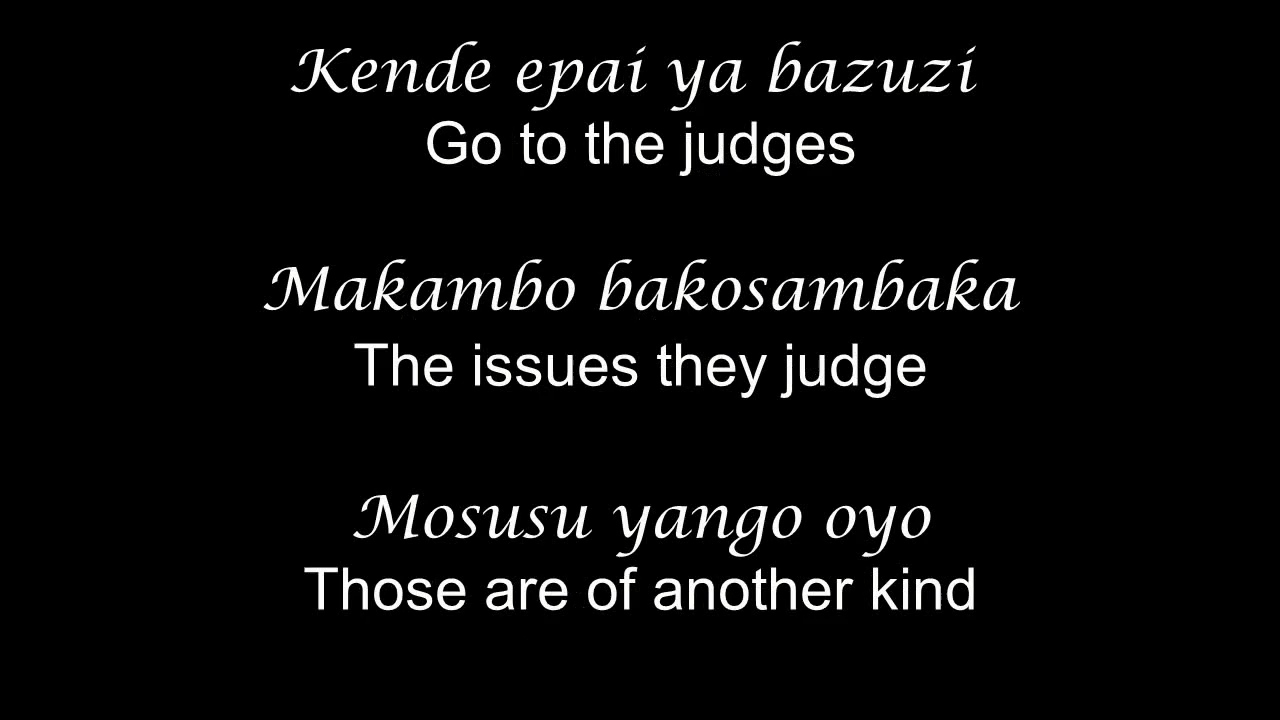 Kende epai ya bazuzi
Go to the judges
Makambo bakosambaka
The issues they judge
Mosusu yango oyo
Those are of another kind